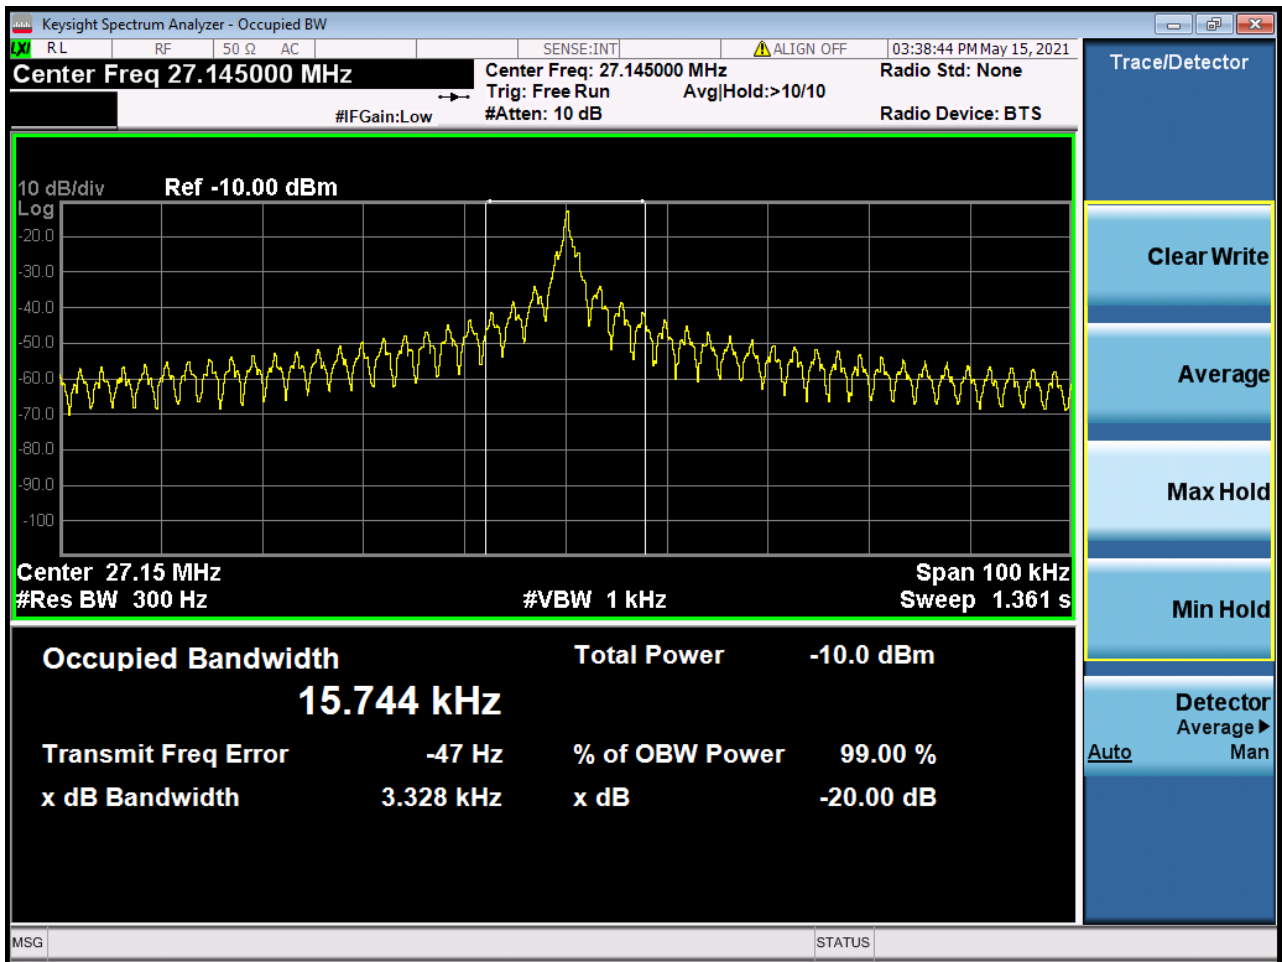 Keysight Spectrum Analyzer - Occupied BW
LXI RL RF 50 Ω AC SENSE:INT ALIGN OFF 03:38:44 PM May 15, 2021
Center Freq 27.145000 MHz
Center Freq: 27.145000 MHz Radio Std: None
Trig: Free Run Avg|Hold:>10/10
#IFGain:Low #Atten: 10 dB Radio Device: BTS
10 dB/div Ref -10.00 dBm
Log
-20.0
-30.0
-40.0
-50.0
-60.0
-70.0
-80.0
-90.0
-100
Center 27.15 MHz Span 100 kHz
#Res BW 300 Hz #VBW 1 kHz Sweep 1.361 s
Occupied Bandwidth Total Power -10.0 dBm
15.744 kHz
Transmit Freq Error -47 Hz % of OBW Power 99.00 %
x dB Bandwidth 3.328 kHz x dB -20.00 dB
Trace/Detector
Clear Write
Average
Max Hold
Min Hold
Detector
Average
Auto Man
MSG STATUS